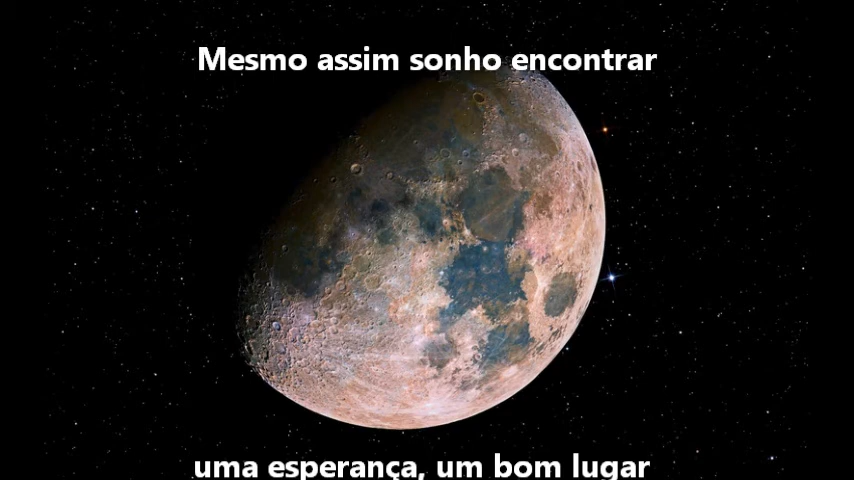 Mesmo assim sonho encontrar
uma esperança, um bom lugar